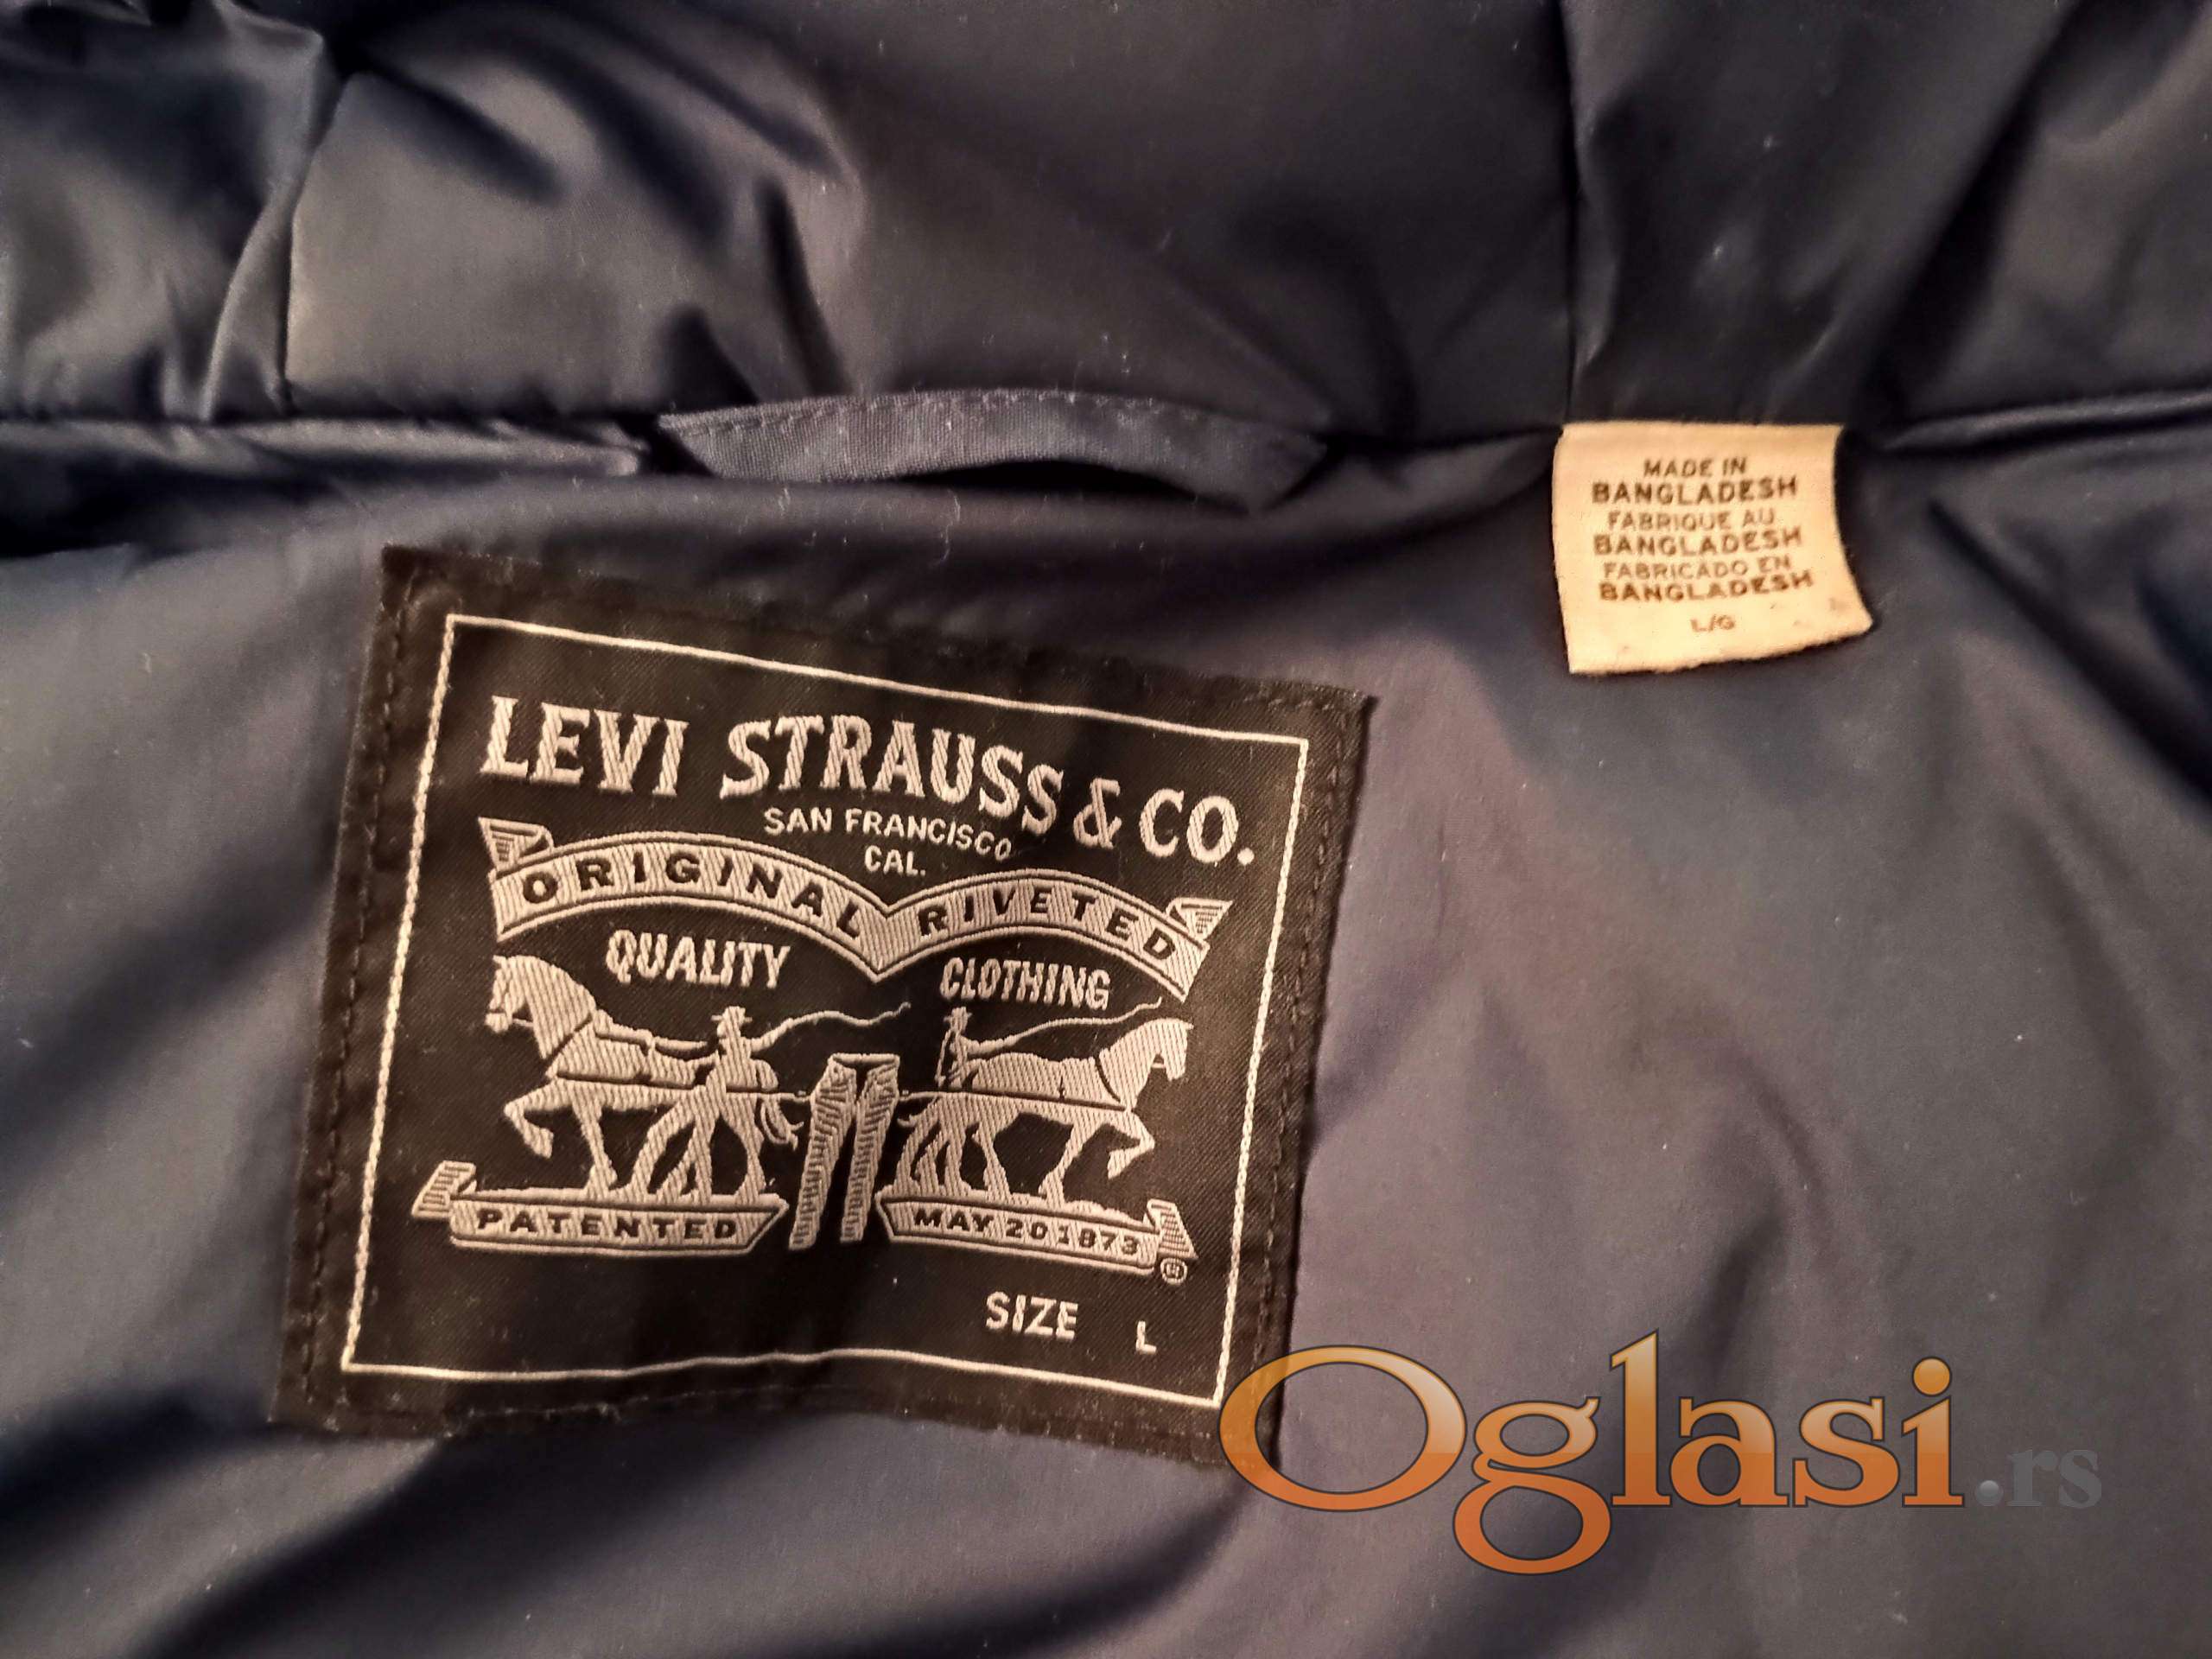 MADE IN
BANGLADESH
FABRIQUE AU
BANGLADESH
FABRICADO EN
BANGLADESH
L/G
LEVI STRAUSS & CO.
SAN FRANCISCO
CAL.
ORIGINAL RIVETED
QUALITY CLOTHING
PATENTED MAY 20 1873
®
SIZE L
Oglasi.rs